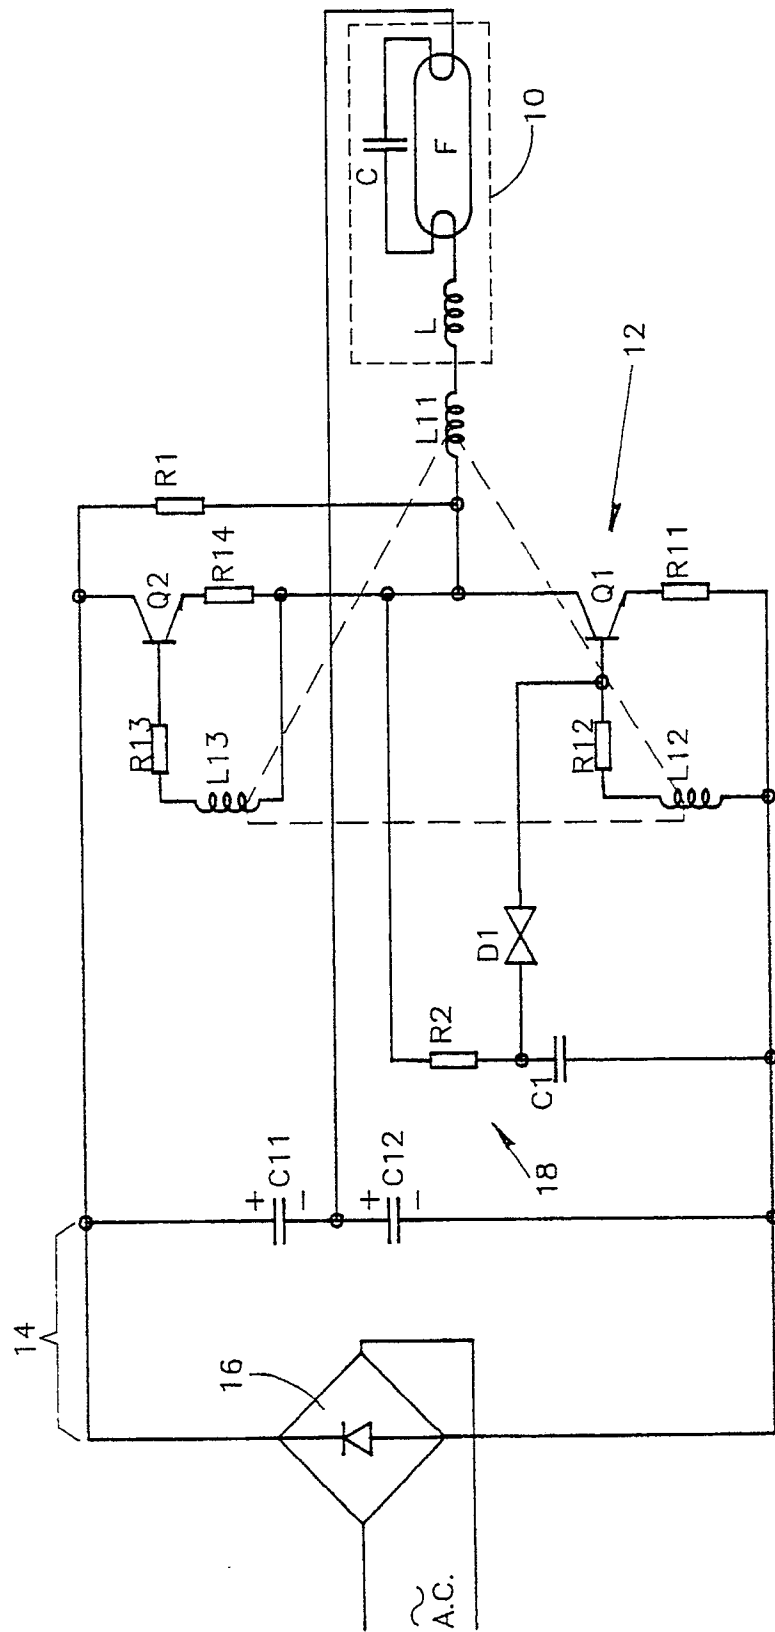 14
16
~
A.C.
+
C11
−
+
C12
−
18
C1
R2
D1
R13
L13
R12
L12
Q2
R14
R1
Q1
R11
12
L11
L
C
F
10